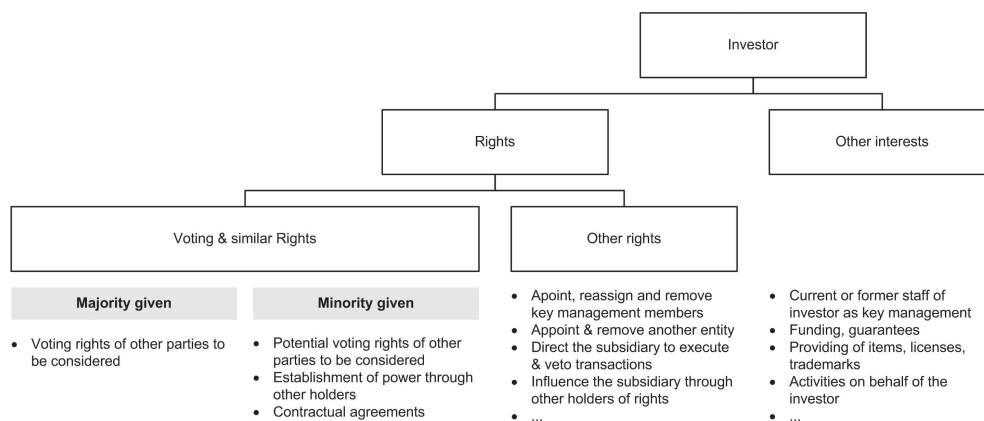 Investor
Rights
Other interests
Voting & similar Rights
Other rights
Majority given
• Voting rights of other parties to
be considered
Minority given
• Potential voting rights of other
parties to be considered
• Establishment of power through
other holders
• Contractual agreements
• Apoint, reassign and remove
key management members
• Appoint & remove another entity
• Direct the subsidiary to execute
& veto transactions
• Influence the subsidiary through
other holders of rights
• ...
• Current or former staff of
investor as key management
• Funding, guarantees
• Providing of items, licenses,
trademarks
• Activities on behalf of the
investor
• ...